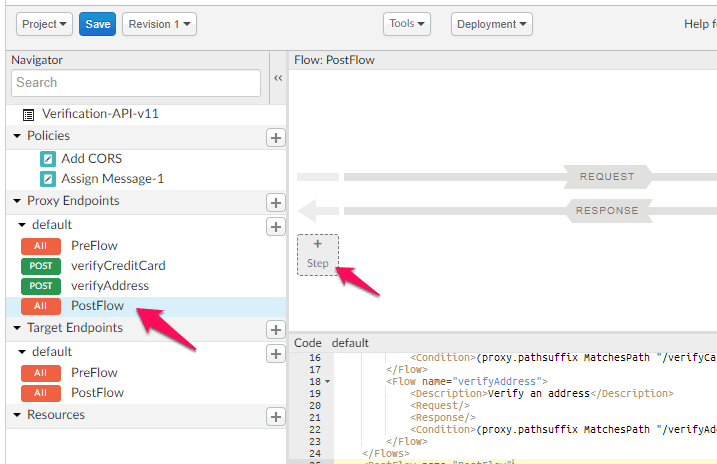 Project Save Revision 1 Tools Deployment Help fo
Navigator
Search
Verification-API-v11
Policies
Add CORS
Assign Message-1
Proxy Endpoints
default
All PreFlow
POST verifyCreditCard
POST verifyAddress
All PostFlow
Target Endpoints
default
All PreFlow
All PostFlow
Resources
Flow: PostFlow
REQUEST
RESPONSE
+
Step
Code default
16 <Condition>(proxy.pathsuffix MatchesPath "/verifyCa
17 </Flow>
18 <Flow name="verifyAddress">
19 <Description>Verify an address</Description>
20 <Request/>
21 <Response/>
22 <Condition>(proxy.pathsuffix MatchesPath "/verifyAd
23 </Flow>
24 </Flows>
25 <PostFlow name="PostFlow">